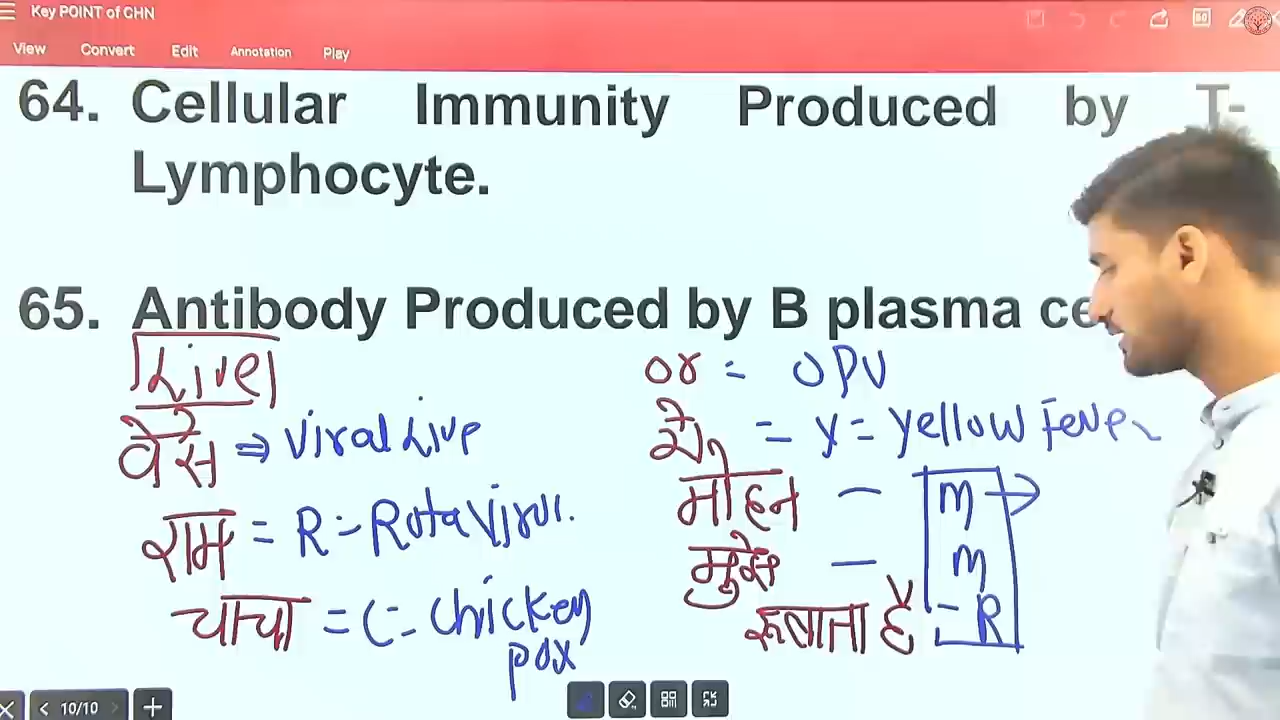 Key POINT of CHN
View Convert Edit Annotation Play
64. Cellular Immunity Produced by T-
Lymphocyte.
65. Antibody Produced by B plasma ce
Live
वैसे ⇒ Viral Live
राम = R - Rotavirus.
चाचा = C = Chickey
pox
or = OPV
ये = Y = Yellow Fever
मोहन - M →
मुकेश - M
रुबाता है - R
10/10